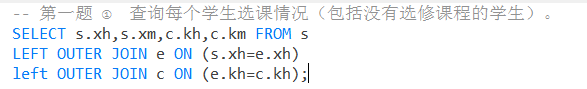 -- 第一题 ① 查询每个学生选课情况（包括没有选修课程的学生）。
SELECT s.xh,s.xm,c.kh,c.km FROM s
LEFT OUTER JOIN e ON (s.xh=e.xh)
left OUTER JOIN c ON (e.kh=c.kh);